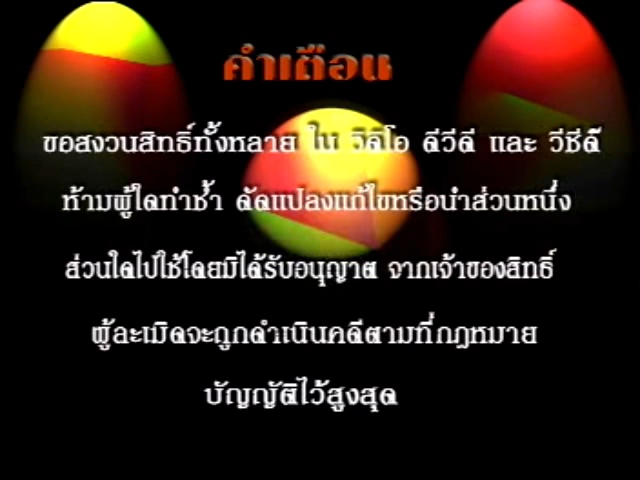 คำเตือน
ขอสงวนสิทธิ์ทั้งหลาย ใน วิดิโอ ดีวีดี และ วีซีดี
ห้ามผู้ใดทำซ้ำ ดัดแปลงแก้ไขหรือนำส่วนหนึ่ง
ส่วนใดไปใช้โดยมิได้รับอนุญาต จากเจ้าของสิทธิ์
ผู้ละเมิดจะถูกดำเนินคดีตามที่กฎหมาย
บัญญัติไว้สูงสุด